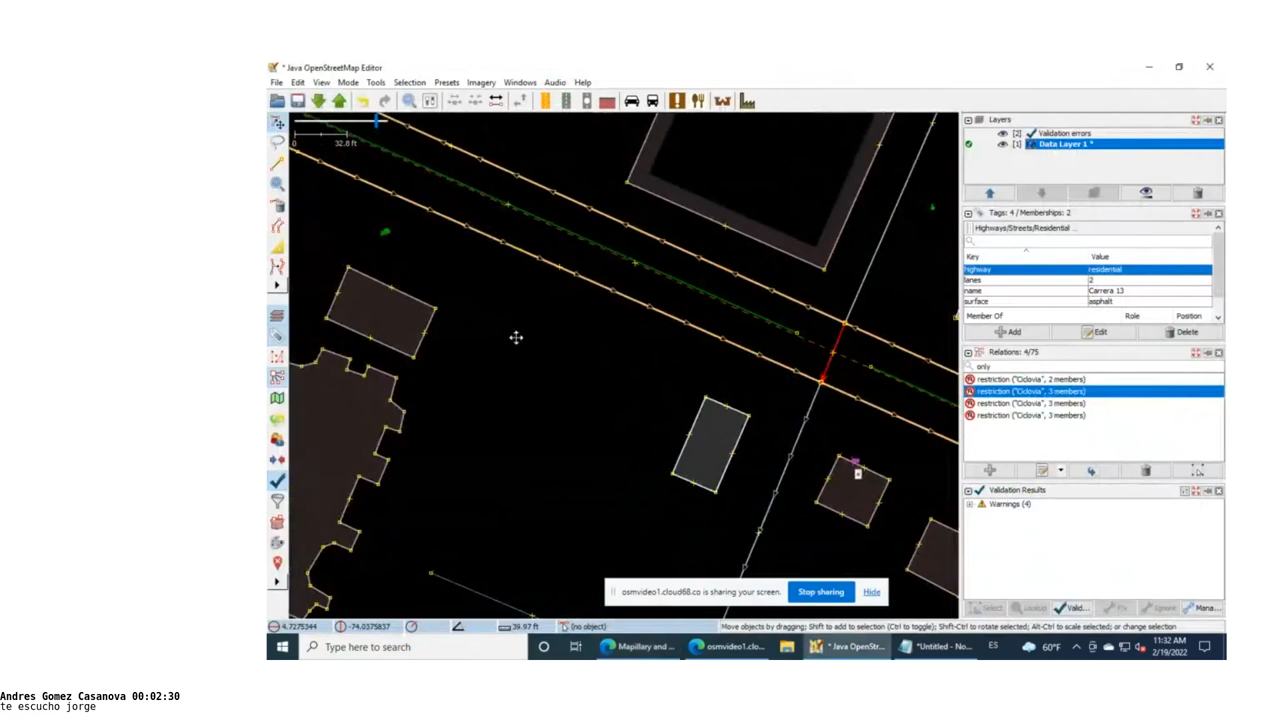 * Java OpenStreetMap Editor
File Edit View Mode Tools Selection Presets Imagery Windows Audio Help
0 32.8 ft
Layers
[2] Validation errors
[1] Data Layer 1 *
Tags: 4 / Memberships: 2
Highways/Streets/Residential ...
Key Value
highway residential
lanes 2
name Carrera 13
surface asphalt
Member Of Role Position
Add Edit Delete
Relations: 4/75
only
restriction ("Ciclovia", 2 members)
restriction ("Ciclovia", 3 members)
restriction ("Ciclovia", 3 members)
restriction ("Ciclovia", 3 members)
Validation Results
Warnings (4)
osmvideo1.cloud68.co is sharing your screen. Stop sharing Hide
Select Lookup Valid... Fix Ignore Mana...
4.7275344 -74.0375837 39.97 ft (no object) Move objects by dragging; Shift to add to selection (Ctrl to toggle); Shift-Ctrl to rotate selected; Alt-Ctrl to scale selected; or change selection
Type here to search Mapillary and ... osmvideo1.clo... * Java OpenStr... *Untitled - No... ES 60°F 11:32 AM
2/19/2022
Andres Gomez Casanova 00:02:30
te escucho jorge